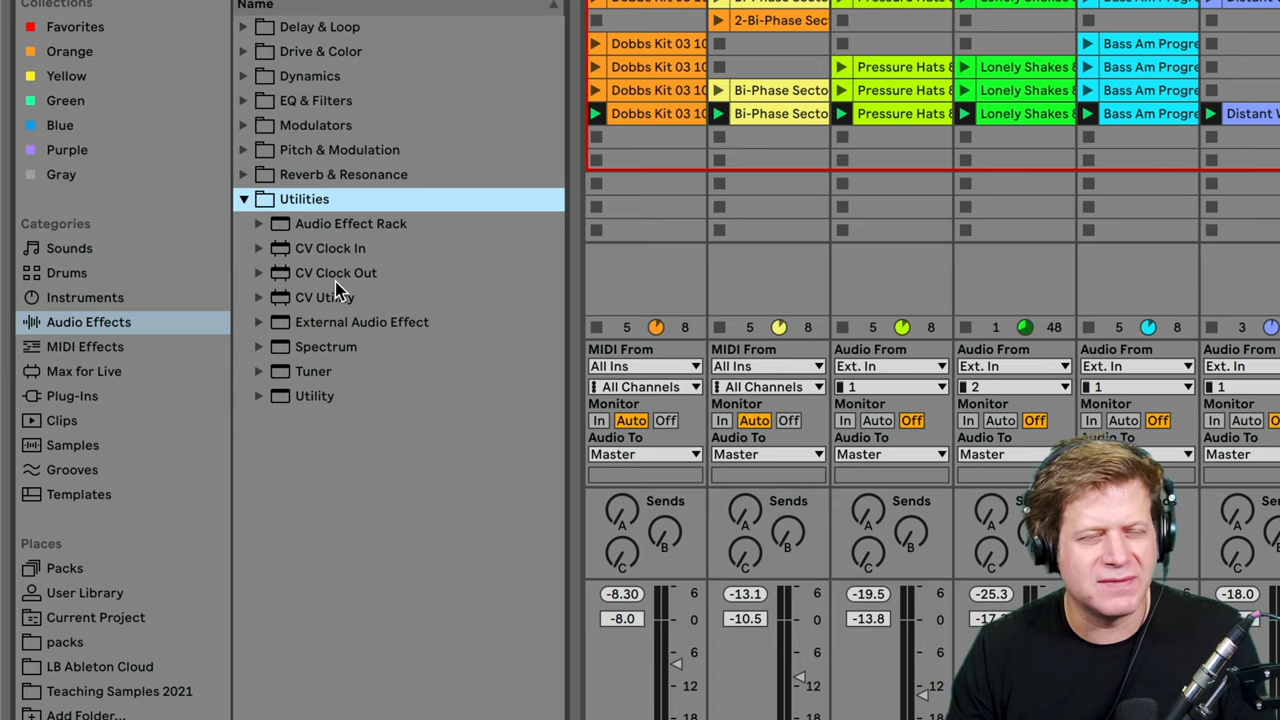 Collections
Favorites
Orange
Yellow
Green
Blue
Purple
Gray
Categories
Sounds
Drums
Instruments
Audio Effects
MIDI Effects
Max for Live
Plug-Ins
Clips
Samples
Grooves
Templates
Places
Packs
User Library
Current Project
packs
LB Ableton Cloud
Teaching Samples 2021
Add Folder...
Name
Delay & Loop
Drive & Color
Dynamics
EQ & Filters
Modulators
Pitch & Modulation
Reverb & Resonance
Utilities
Audio Effect Rack
CV Clock In
CV Clock Out
CV Utility
External Audio Effect
Spectrum
Tuner
Utility
2-Bi-Phase Sec
Dobbs Kit 03 10 Bass Am Progre
Dobbs Kit 03 10 Pressure Hats & Lonely Shakes & Bass Am Progre
Dobbs Kit 03 10 Bi-Phase Secto Pressure Hats & Lonely Shakes & Bass Am Progre
Dobbs Kit 03 10 Bi-Phase Secto Pressure Hats & Lonely Shakes & Bass Am Progre Distant
5 8 5 8 5 8 1 48 5 8 3
MIDI From MIDI From Audio From Audio From Audio From Audio From
All Ins All Ins Ext. In Ext. In Ext. In Ext. In
All Channels All Channels 1 2 1 1
Monitor Monitor Monitor Monitor Monitor Monitor
In Auto Off In Auto Off In Auto Off In Auto Off In Auto Off In Auto
Audio To Audio To Audio To Audio To Audio To Audio To
Master Master Master Master Master Master
Sends Sends Sends Sends Sends
A A A A A
B B B B
C C C C C
-8.30 6 -13.1 6 -19.5 6 -25.3 -18.0
-8.0 0 -10.5 0 -13.8 0
6 6 6
12 12 12
18 18 18